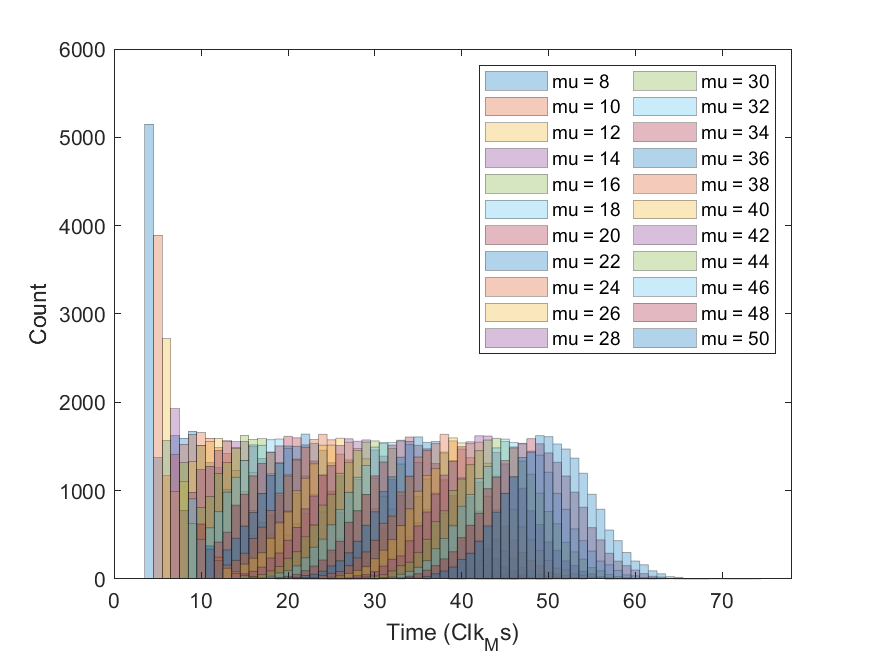 6000
5000
4000
3000
2000
1000
0
Count
0 10 20 30 40 50 60 70
Time (Clk_Ms)
mu = 8
mu = 10
mu = 12
mu = 14
mu = 16
mu = 18
mu = 20
mu = 22
mu = 24
mu = 26
mu = 28
mu = 30
mu = 32
mu = 34
mu = 36
mu = 38
mu = 40
mu = 42
mu = 44
mu = 46
mu = 48
mu = 50